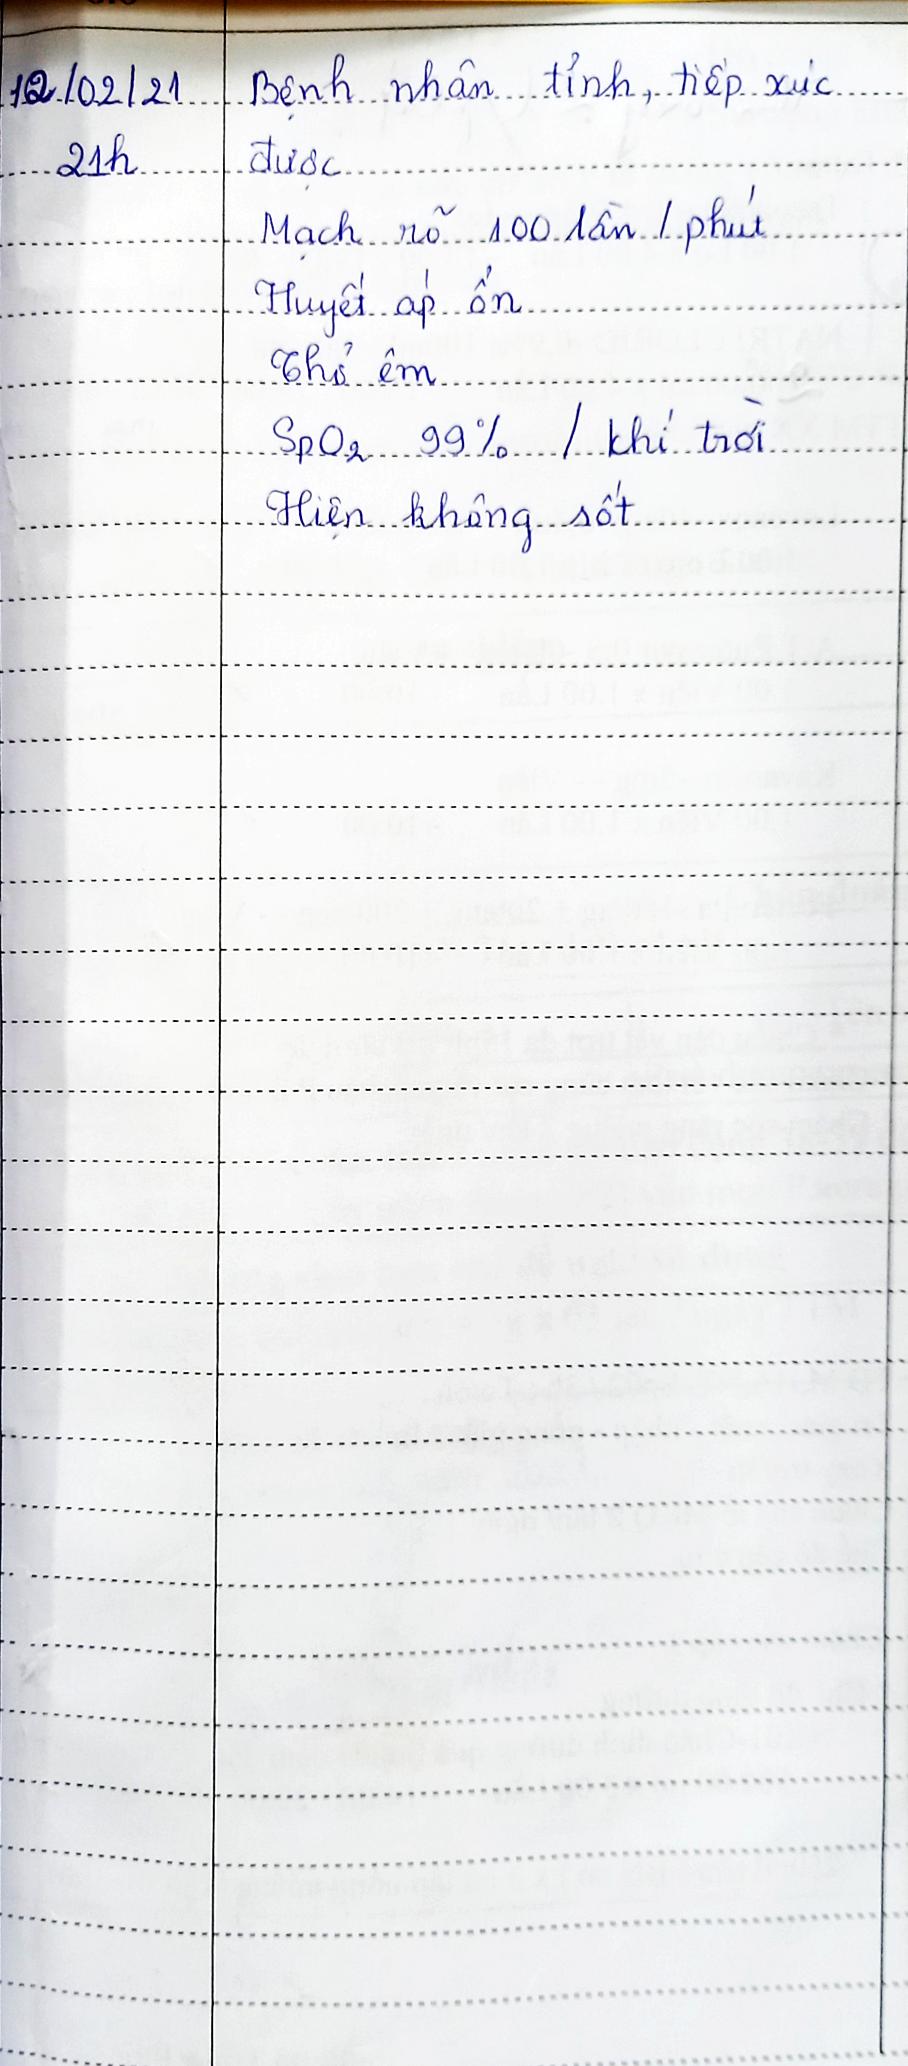 12/02/21 Bệnh nhân tỉnh, tiếp xúc
21h được
Mạch rõ 100 lần / phút
Huyết áp ổn
Thở êm
SpO2 99% / khí trời
Hiện không sốt